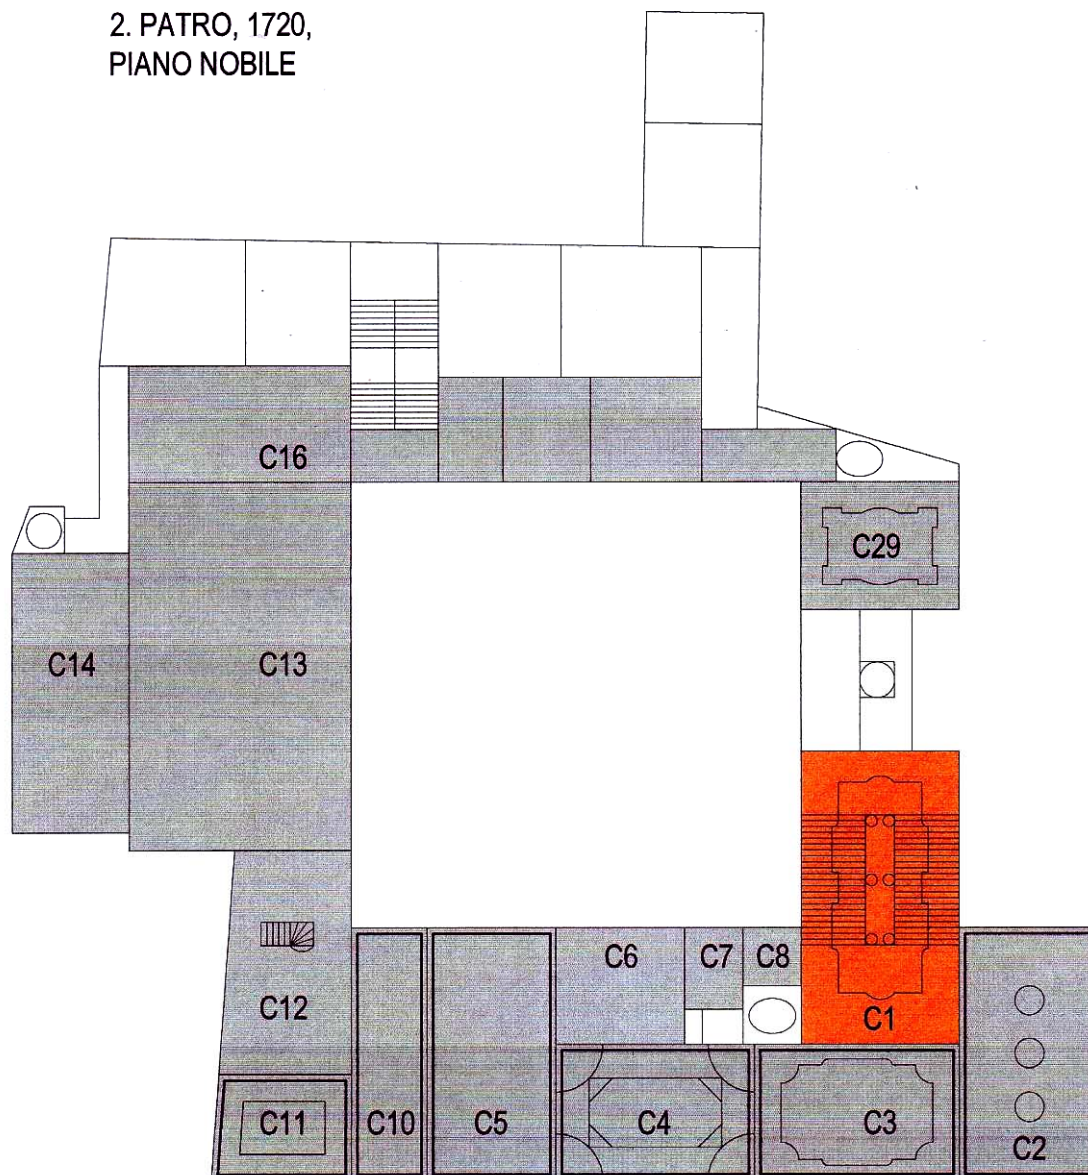 2. PATRO, 1720,
PIANO NOBILE
C16
C29
C14
C13
C6
C7
C8
C12
C1
C11
C10
C5
C4
C3
C2